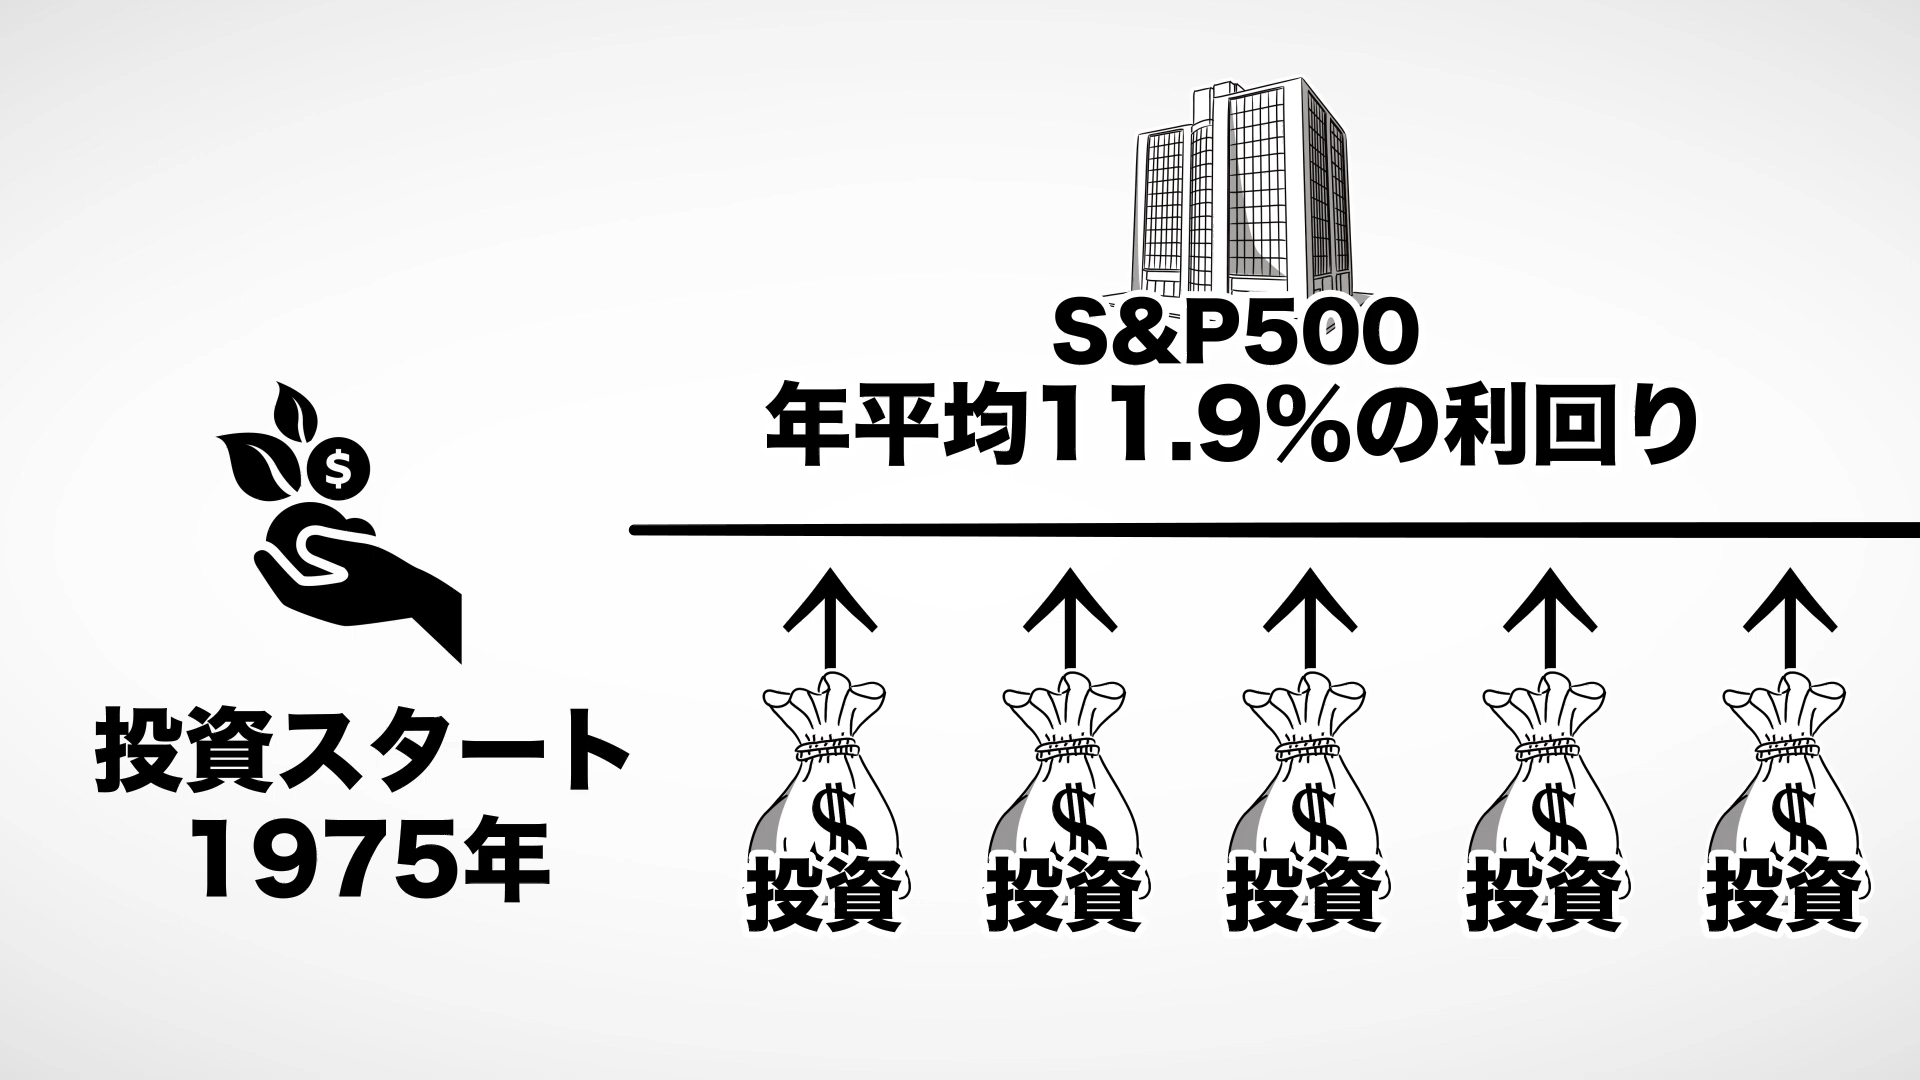 S&P500
年平均11.9%の利回り
$
投資スタート
1975年
$ $ $ $ $
投資 投資 投資 投資 投資